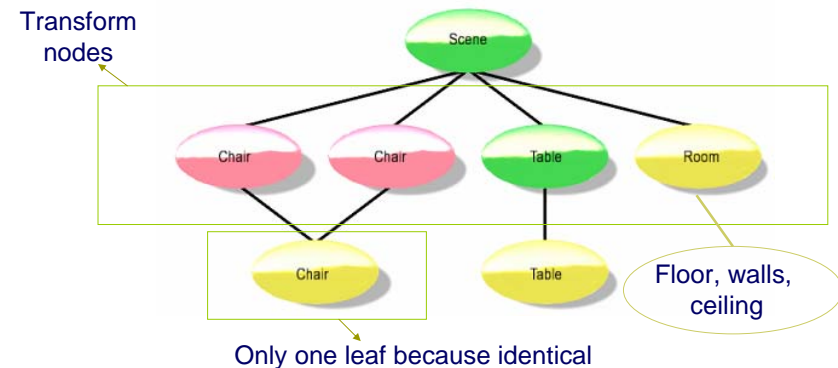 Transform
nodes
Scene
Chair
Chair
Table
Room
Chair
Table
Floor, walls,
ceiling
Only one leaf because identical